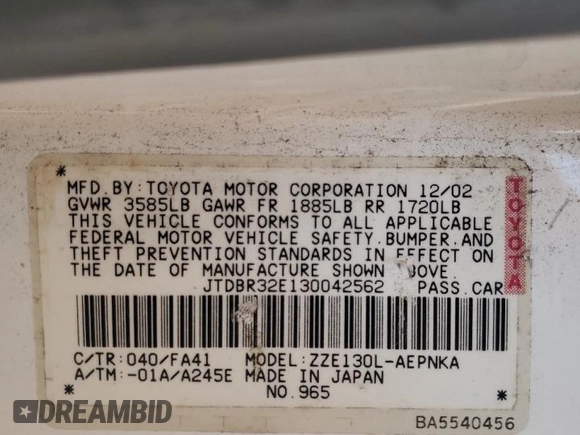 MFD.BY:TOYOTA MOTOR CORPORATION 12/02
GVWR 3585LB GAWR FR 1885LB RR 1720LB
THIS VEHICLE CONFORMS TO ALL APPLICABLE
FEDERAL MOTOR VEHICLE SAFETY.BUMPER.AND
THEFT PREVENTION STANDARDS IN EFFECT ON
THE DATE OF MANUFACTURE SHOWN ABOVE.
JTDBR32E130042562 PASS.CAR
TOYOTA
C/TR:040/FA41 MODEL:ZZE130L-AEPNKA
A/TM:-01A/A245E MADE IN JAPAN
NO.965
BA5540456
DREAMBID